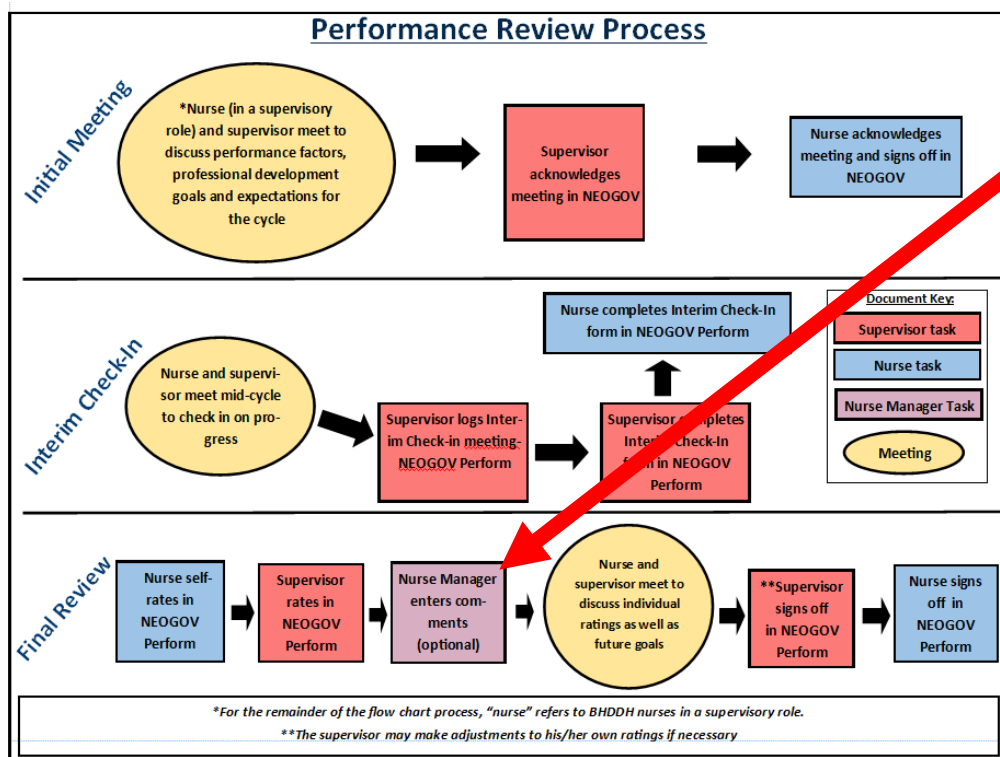 Performance Review Process
Initial Meeting
*Nurse (in a supervisory
role) and supervisor meet to
discuss performance factors,
professional development
goals and expectations for
the cycle
Supervisor
acknowledges
meeting in NEOGOV
Nurse acknowledges
meeting and signs off in
NEOGOV
Interim Check-In
Nurse and supervi-
sor meet mid-cycle
to check in on pro-
gress
Supervisor logs Inter-
im Check-in meeting-
NEOGOV Perform
Supervisor completes
Interim Check-In
form in NEOGOV
Perform
Nurse completes Interim Check-In
form in NEOGOV Perform
Document Key:
Supervisor task
Nurse task
Nurse Manager Task
Meeting
Final Review
Nurse self-
rates in
NEOGOV
Perform
Supervisor
rates in
NEOGOV
Perform
Nurse Manager
enters com-
ments
(optional)
Nurse and
supervisor meet to
discuss individual
ratings as well as
future goals
**Supervisor
signs off
in NEOGOV
Perform
Nurse signs
off in
NEOGOV
Perform
*For the remainder of the flow chart process, “nurse” refers to BHDDH nurses in a supervisory role.
**The supervisor may make adjustments to his/her own ratings if necessary